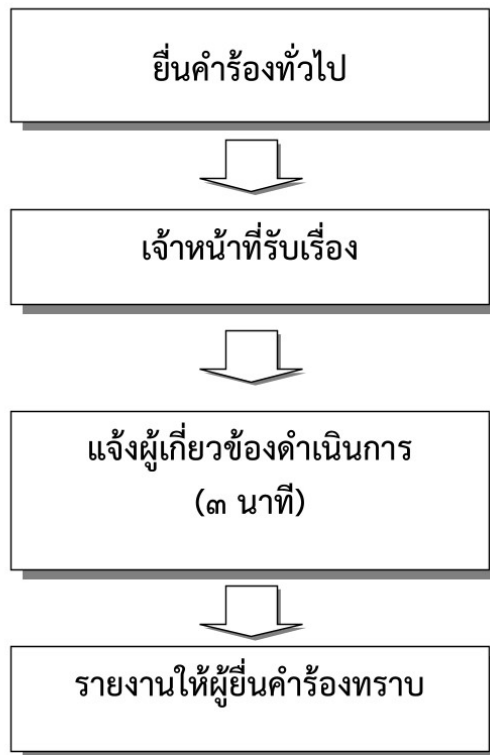 ยื่นคำร้องทั่วไป
เจ้าหน้าที่รับเรื่อง
แจ้งผู้เกี่ยวข้องดำเนินการ
(๓ นาที)
รายงานให้ผู้ยื่นคำร้องทราบ